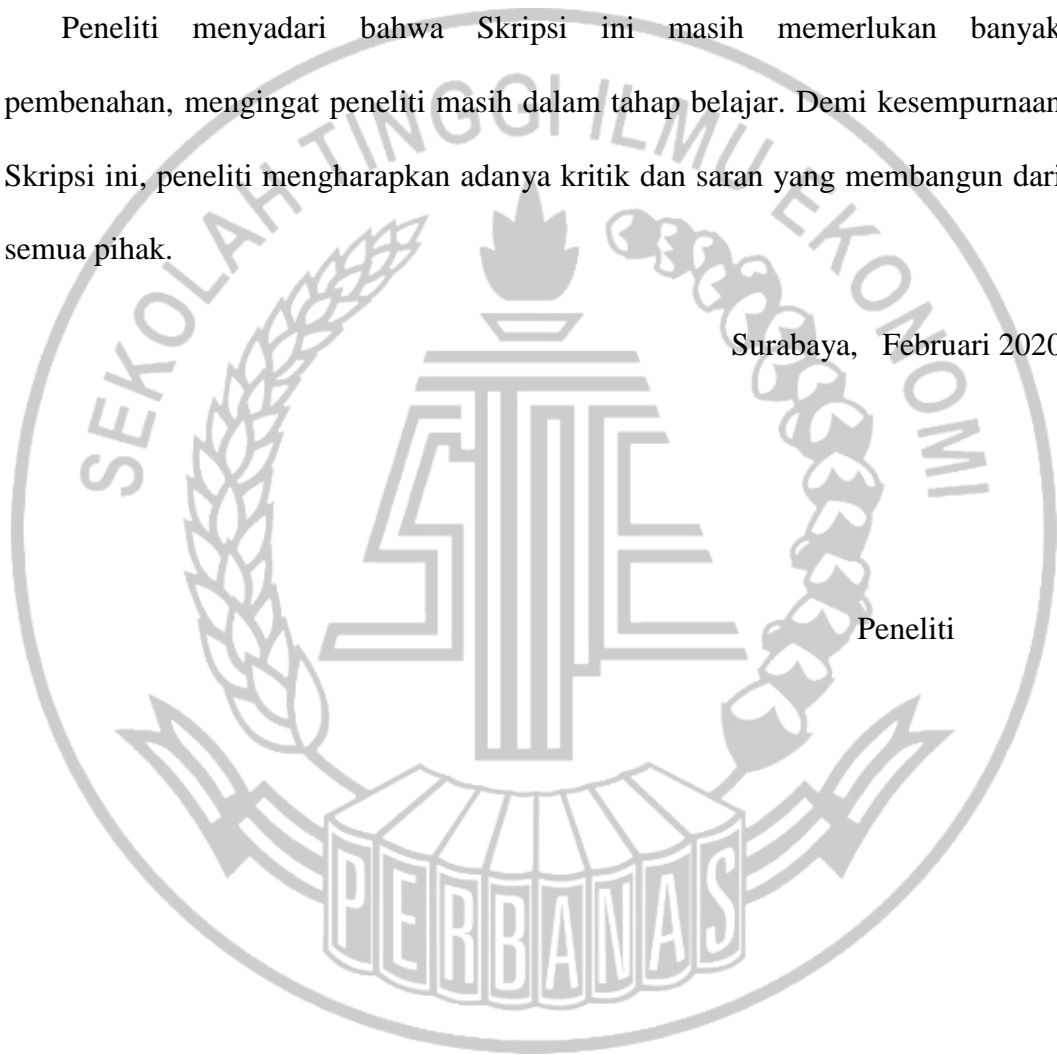 Peneliti menyadari bahwa Skripsi ini masih memerlukan banyak
pembenahan, mengingat peneliti masih dalam tahap belajar. Demi kesempurnaan
Skripsi ini, peneliti mengharapkan adanya kritik dan saran yang membangun dari
semua pihak.
Surabaya, Februari 2020
Peneliti
SEKOLAH TINGGI ILMU EKONOMI
STIE
PERBANAS